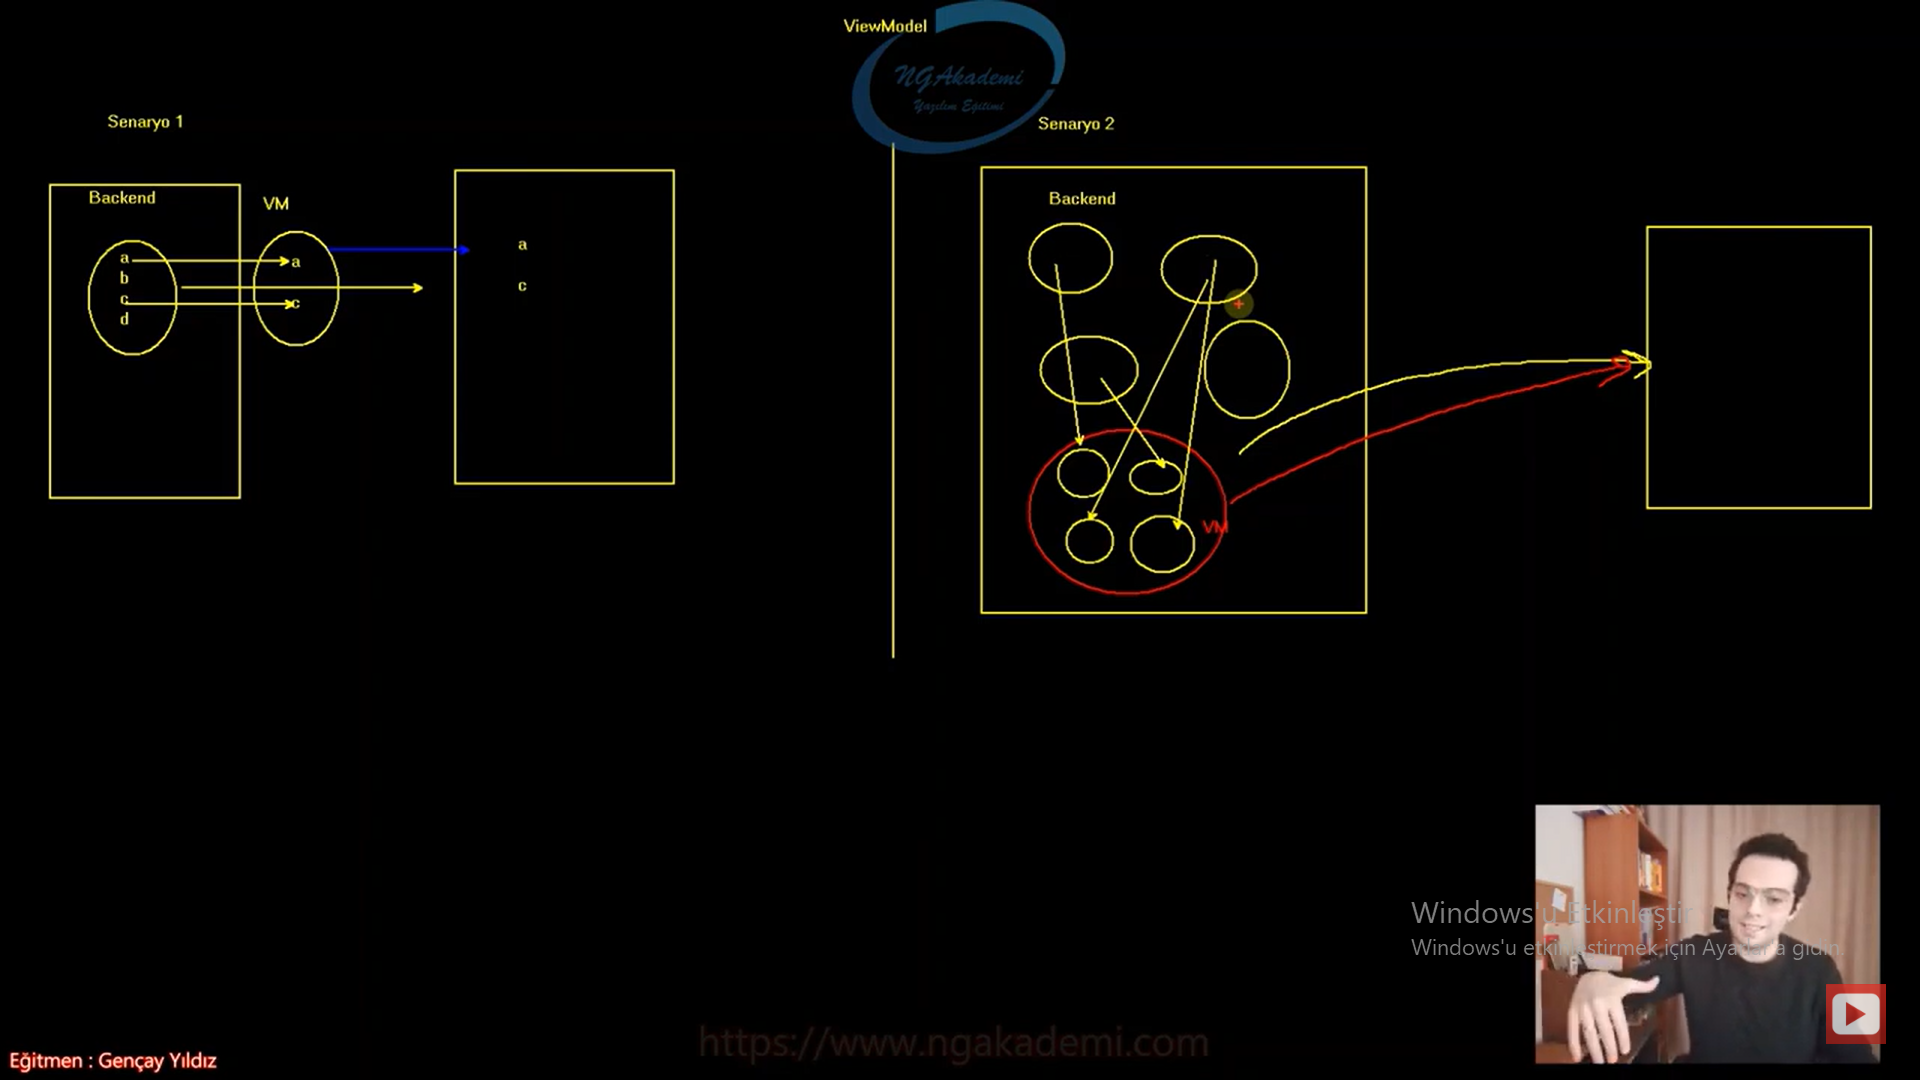 ViewModel
NGAkademi
Yazılım Eğitimi
Senaryo 1
Backend
VM
a
b
c
d
a
c
a
c
Senaryo 2
Backend
VM
Windows'u Etkinleştir
Windows'u etkinleştirmek için Ayarlar'a gidin.
https://www.ngakademi.com
Eğitmen : Gençay Yıldız